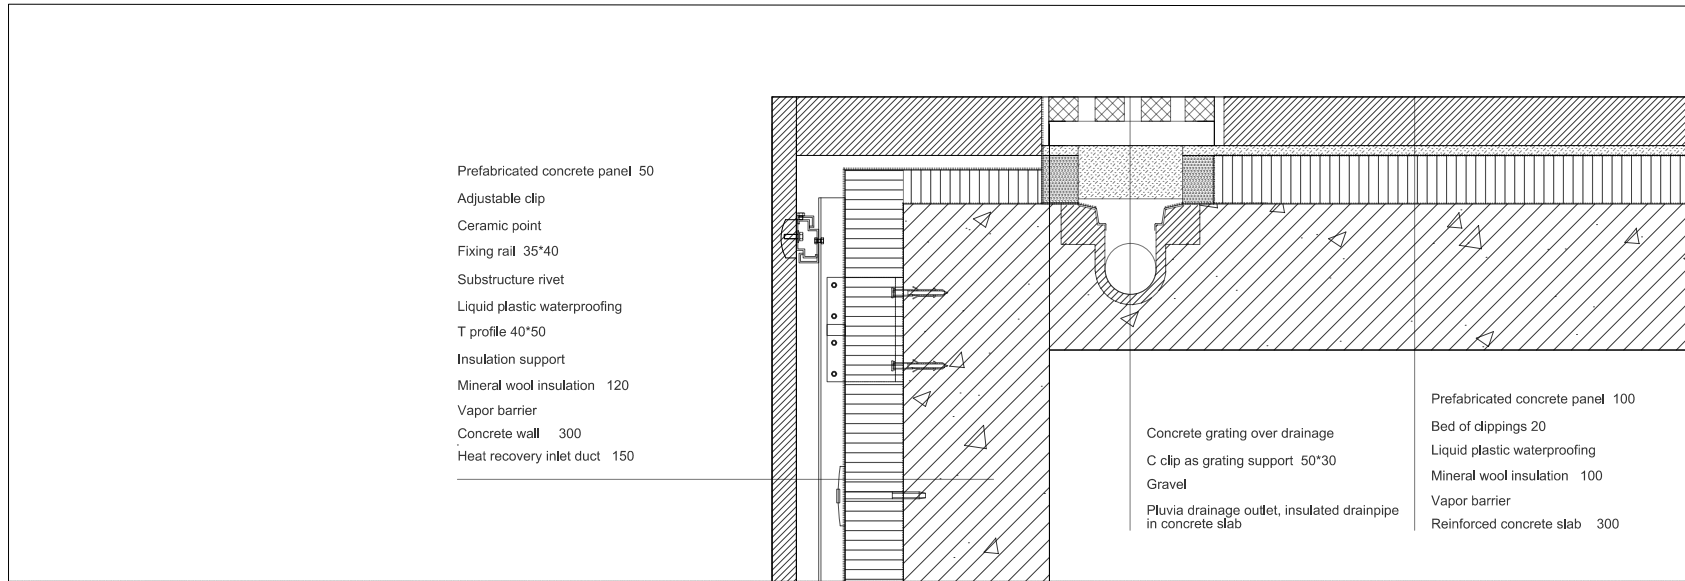 Prefabricated concrete panel 50
Adjustable clip
Ceramic point
Fixing rail 35*40
Substructure rivet
Liquid plastic waterproofing
T profile 40*50
Insulation support
Mineral wool insulation 120
Vapor barrier
Concrete wall 300
Heat recovery inlet duct 150
Concrete grating over drainage
C clip as grating support 50*30
Gravel
Pluvia drainage outlet, insulated drainpipe
in concrete slab
Prefabricated concrete panel 100
Bed of clippings 20
Liquid plastic waterproofing
Mineral wool insulation 100
Vapor barrier
Reinforced concrete slab 300